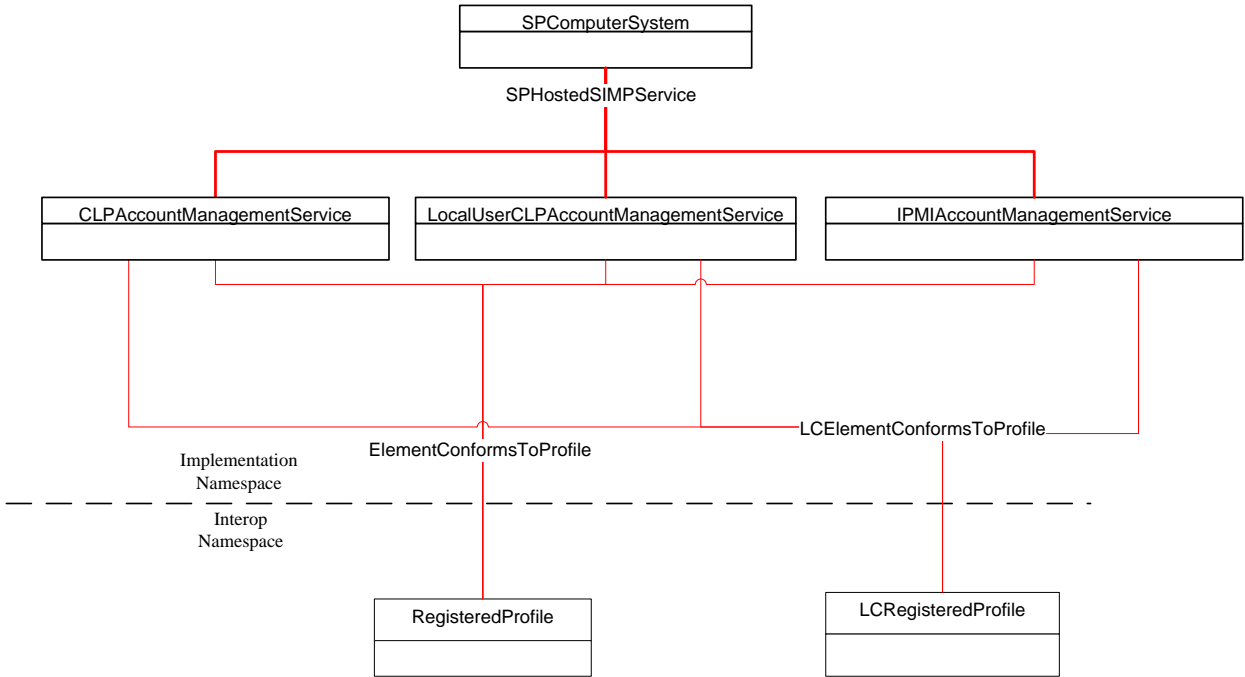 SPComputerSystem
SPHostedSIMPService
CLPAccountManagementService
LocalUserCLPAccountManagementService
IPMIAccountManagementService
LCElementConformsToProfile
ElementConformsToProfile
Implementation
Namespace
Interop
Namespace
RegisteredProfile
LCRegisteredProfile